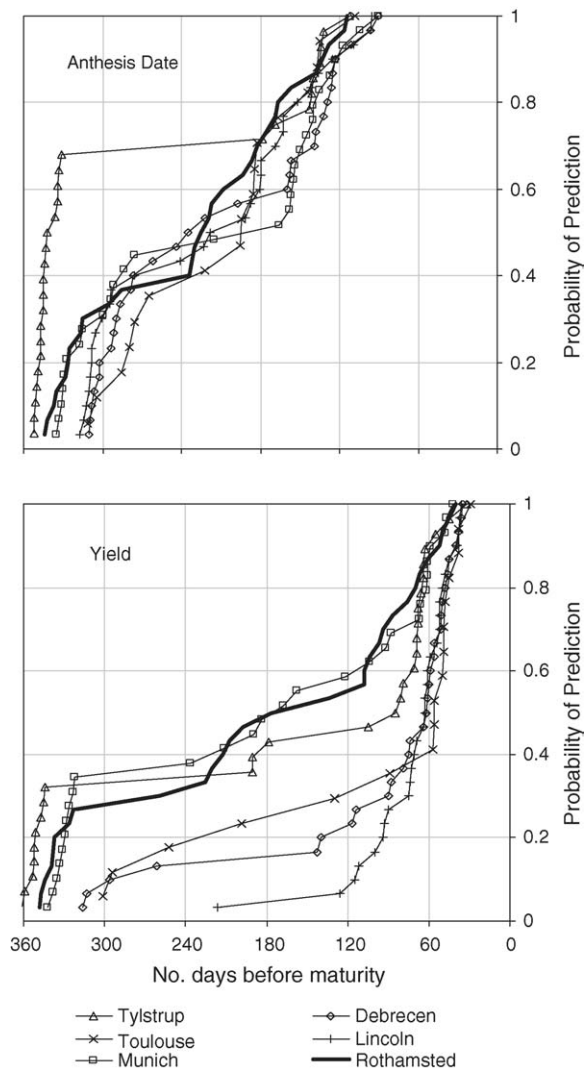 Anthesis Date
1
0.8
0.6
0.4
0.2
0
Probability of Prediction
Yield
1
0.8
0.6
0.4
0.2
0
Probability of Prediction
360 300 240 180 120 60 0
No. days before maturity
Tylstrup Debrecen
Toulouse Lincoln
Munich Rothamsted